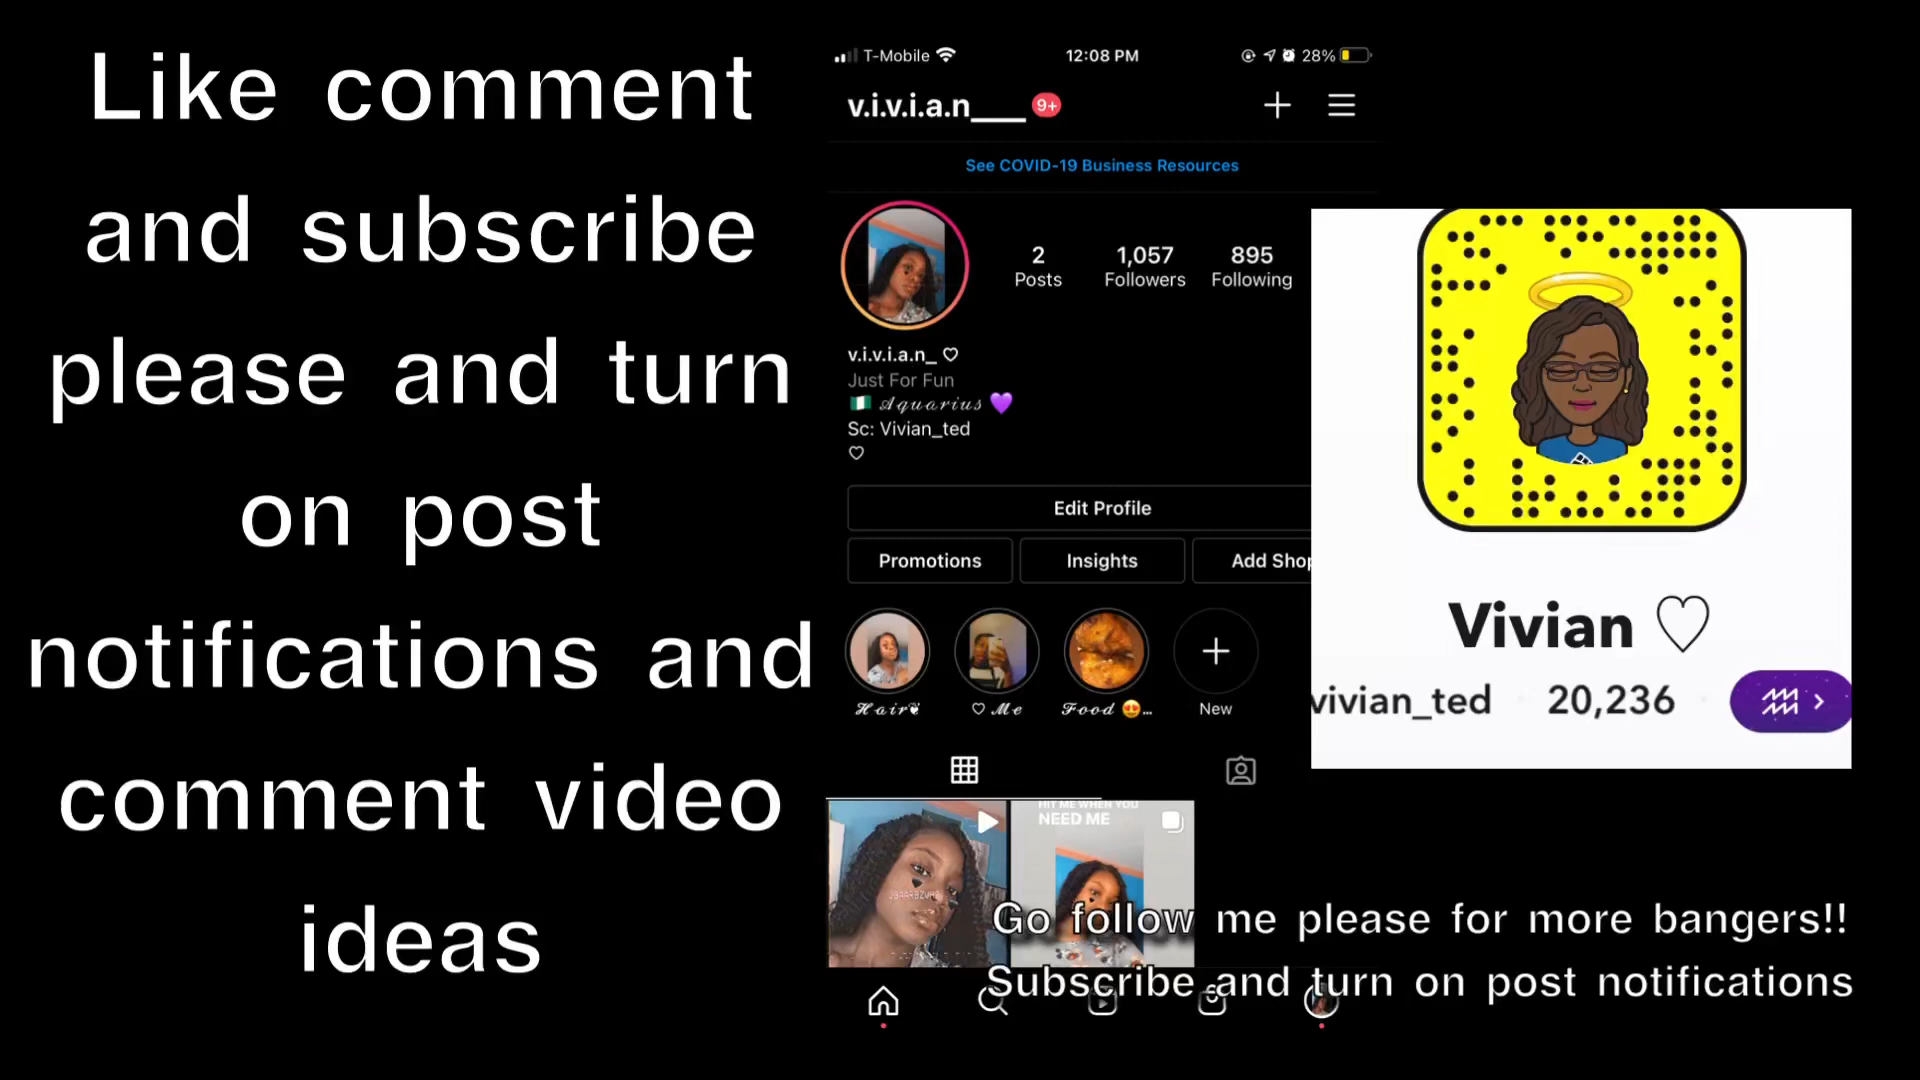 Like comment
and subscribe
please and turn
on post
notifications and
comment video
ideas
T-Mobile
12:08 PM
28%
v.i.v.i.a.n____
9+
See COVID-19 Business Resources
2
Posts
1,057
Followers
895
Following
v.i.v.i.a.n_ ♡
Just For Fun
🇳🇬 𝒜𝓆𝓊𝒶𝓇𝒾𝓊𝓈 💜
Sc: Vivian_ted
♡
Edit Profile
Promotions
Insights
Add Shop
ℋ𝒶𝒾𝓇❦
♡ ℳℯ
ℱℴℴ𝒹 😍...
New
NEED ME
Vivian ♡
vivian_ted
20,236
Go follow me please for more bangers!!
Subscribe and turn on post notifications